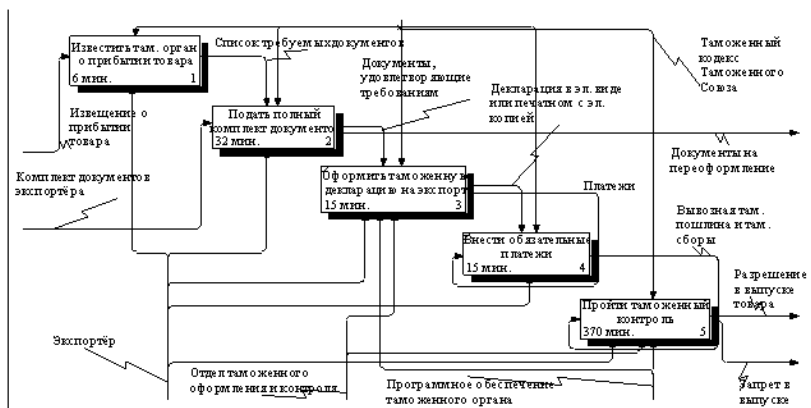 Известить там. орган
о прибытии товара
6 мин. 1
Список требуемых документов
Документы,
удовлетворяющие
требованиям
Таможенный
кодекс
Таможенного
Союза
Декларация в эл. виде
или печатном с эл.
копией
Извещение о
прибытии
товара
Подать полный
комплект документо
32 мин. 2
Документы на
переоформление
Комплект документов
экспортёра
Оформить таможенну
декларацию на экспорт
15 мин. 3
Платежи
Вывозная там.
пошлина и там.
сборы
Внести обязательные
платежи
15 мин. 4
Разрешение
в выпуске
товара
Пройти таможенный
контроль
370 мин. 5
Экспортёр
Отдел таможенного
оформления и контроля
Программное обеспечение
таможенного органа
Запрет в
выпуске